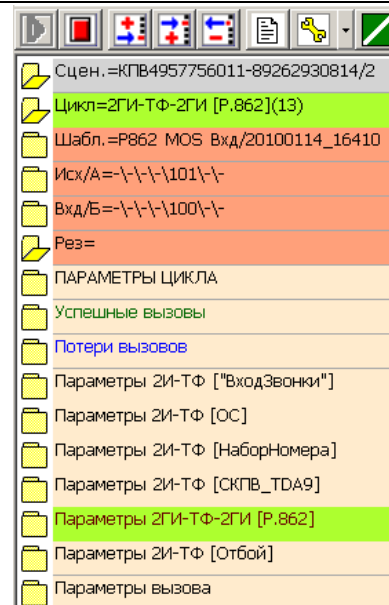 Сцен.=КПВ4957756011-89262930814/2
Цикл=2ГИ-ТФ-2ГИ [P.862](13)
Шабл.=P862 MOS Вхд/20100114_16410
Исх/А=-\-\-\-\101\-\-
Вхд/Б=-\-\-\-\100\-\-
Рез=
ПАРАМЕТРЫ ЦИКЛА
Успешные вызовы
Потери вызовов
Параметры 2И-ТФ ["ВходЗвонки"]
Параметры 2И-ТФ [ОС]
Параметры 2И-ТФ [НаборНомера]
Параметры 2И-ТФ [СКПВ_TDA9]
Параметры 2ГИ-ТФ-2ГИ [P.862]
Параметры 2И-ТФ [Отбой]
Параметры вызова